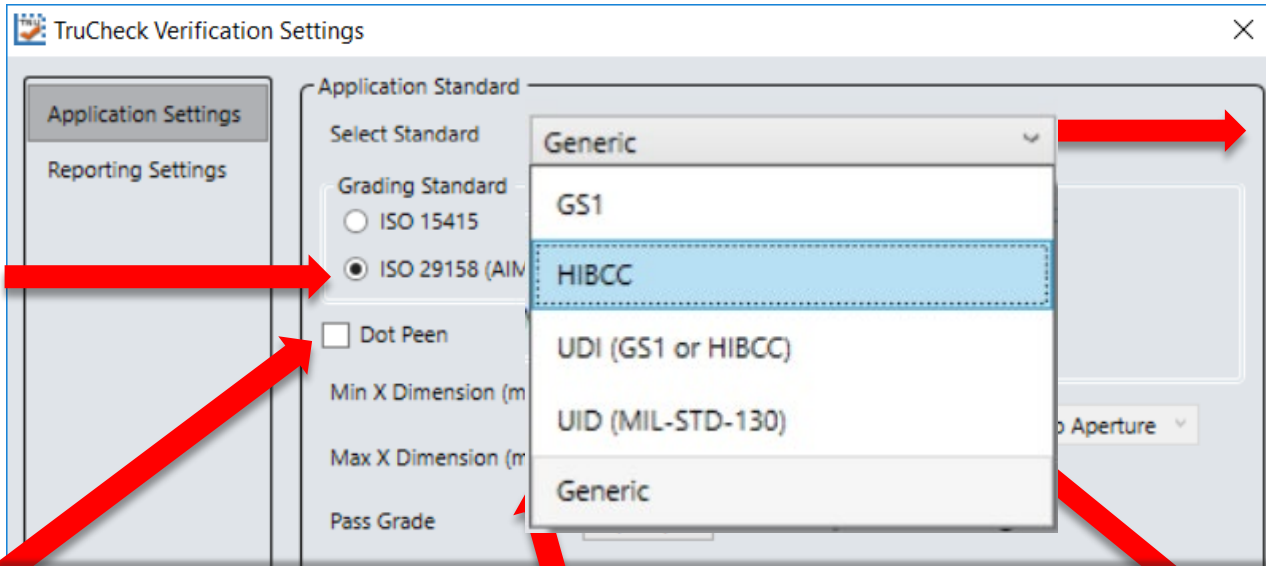 TruCheck Verification Settings
Application Settings
Reporting Settings
Application Standard
Select Standard
Generic
GS1
HIBCC
UDI (GS1 or HIBCC)
UID (MIL-STD-130)
Generic
Grading Standard
ISO 15415
ISO 29158 (AIM
Dot Peen
Min X Dimension (m
Max X Dimension (m
Pass Grade
Aperture